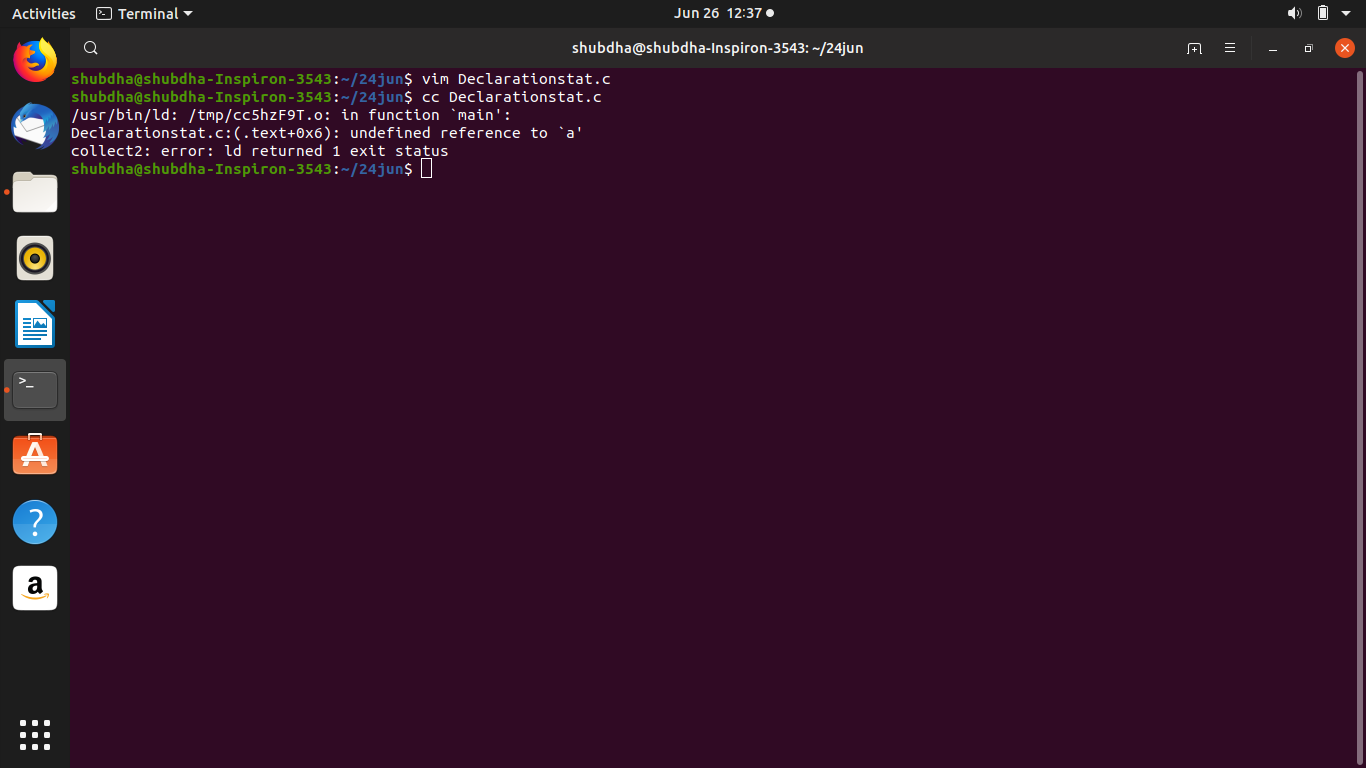 Activities
Terminal
Jun 26 12:37
shubdha@shubdha-Inspiron-3543: ~/24jun
shubdha@shubdha-Inspiron-3543:~/24jun$ vim Declarationstat.c
shubdha@shubdha-Inspiron-3543:~/24jun$ cc Declarationstat.c
/usr/bin/ld: /tmp/cc5hzF9T.o: in function `main':
Declarationstat.c:(.text+0x6): undefined reference to `a'
collect2: error: ld returned 1 exit status
shubdha@shubdha-Inspiron-3543:~/24jun$
>_
?
a